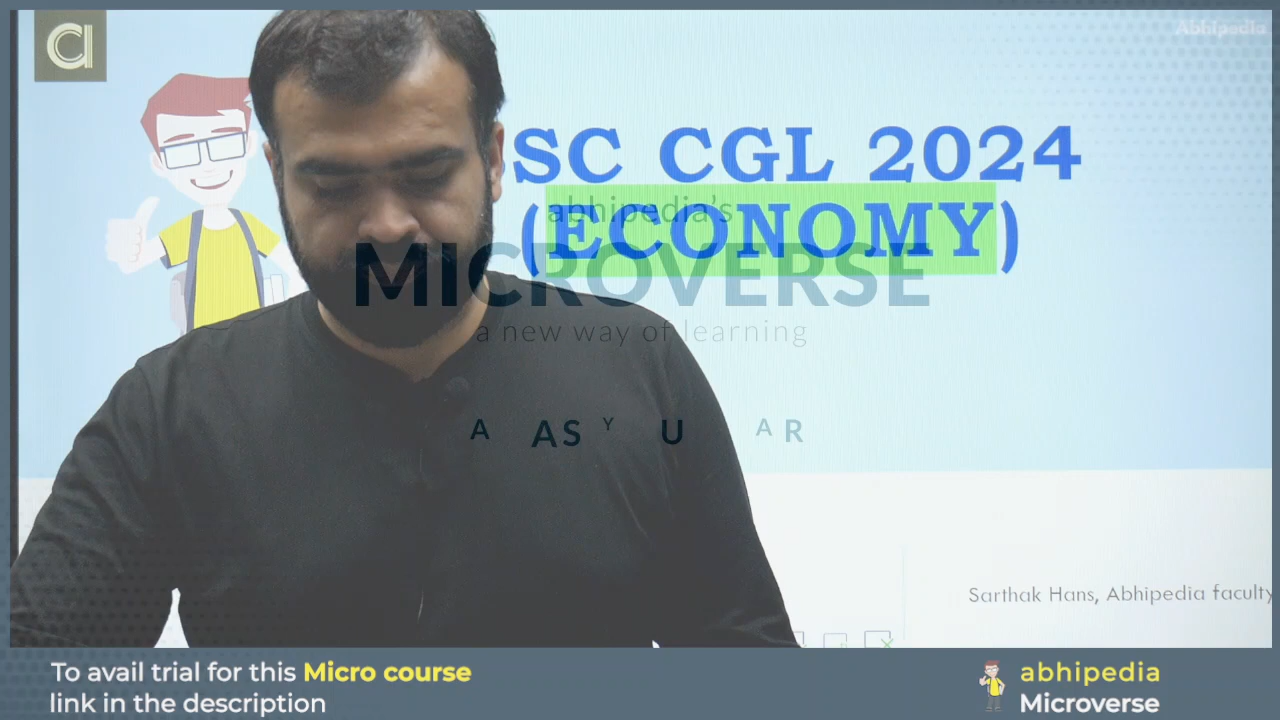 Abhipedia
SC CGL 2024
abhipedia's
(ECONOMY)
MICROVERSE
a new way of learning
A AS Y U A R
Sarthak Hans, Abhipedia faculty
To avail trial for this Micro course
link in the description
abhipedia
Microverse